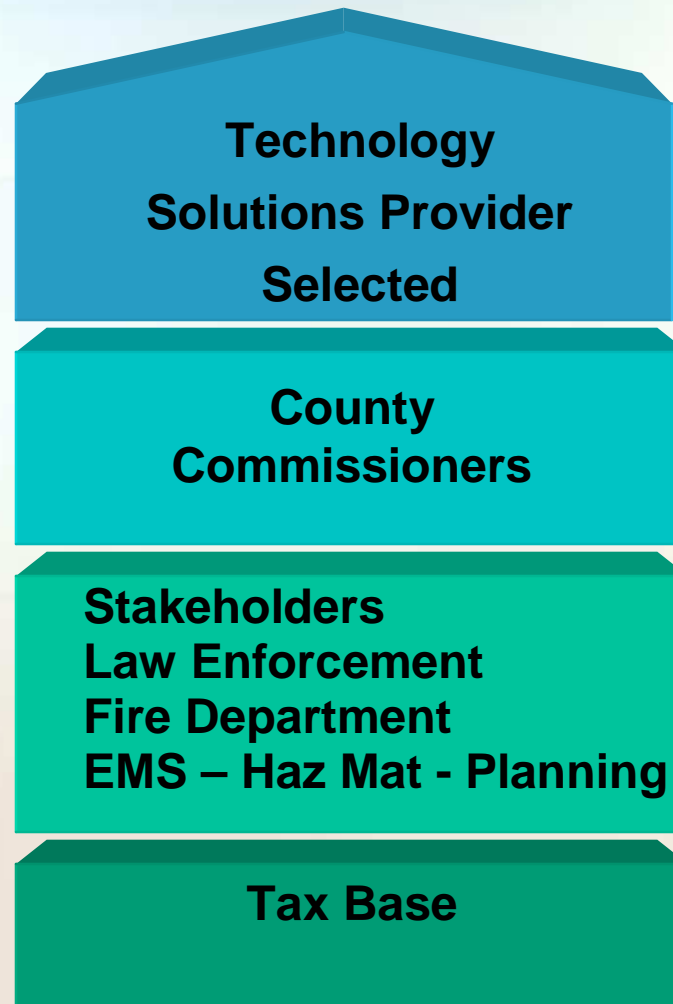 Technology
Solutions Provider
Selected
County
Commissioners
Stakeholders
Law Enforcement
Fire Department
EMS – Haz Mat - Planning
Tax Base